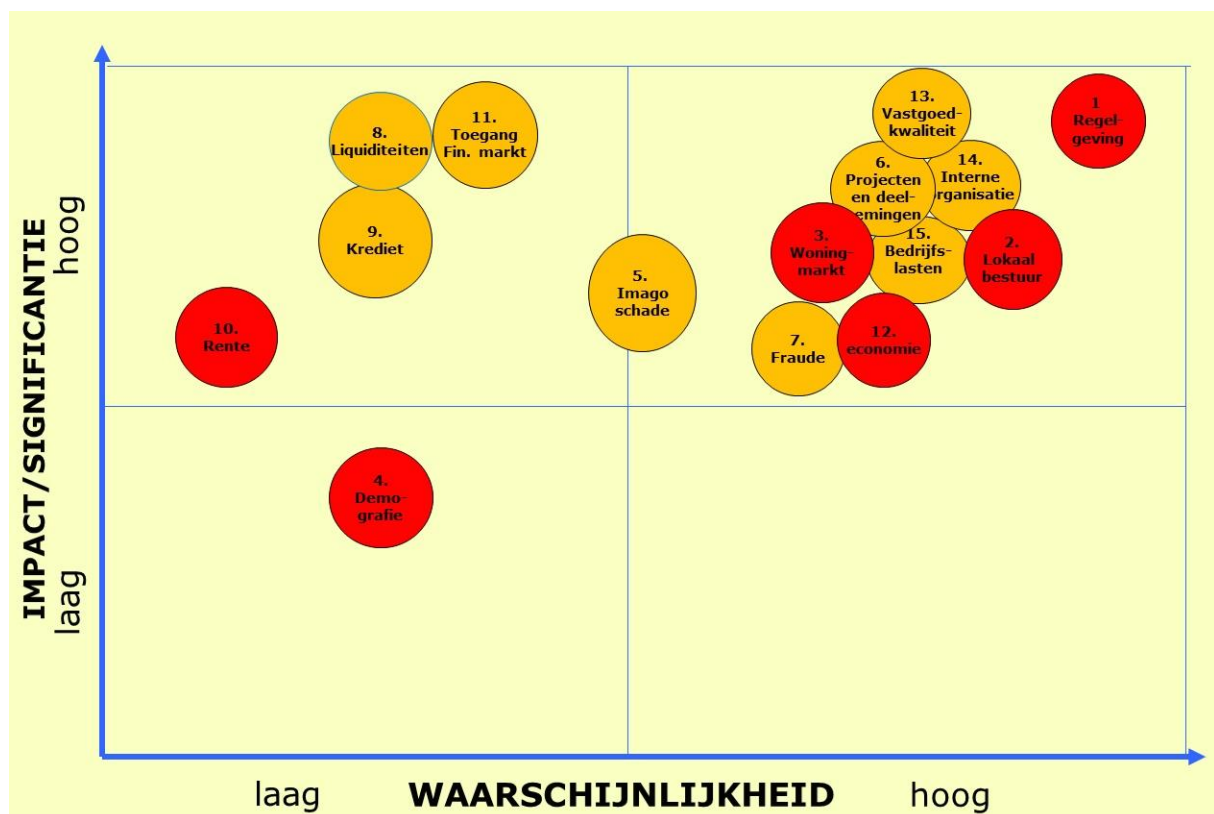 IMPACT/SIGNIFICANTIE
hoog
laag
8.
Liquiditeiten
11.
Toegang
Fin. markt
9.
Krediet
10.
Rente
4.
Demo-
grafie
5.
Imago
schade
13.
Vastgoed-
kwaliteit
1
Regel-
geving
6.
Projecten
en deel-
emingen
14.
Interne
organisatie
3.
Woning-
markt
15.
Bedrijfs-
lasten
2.
Lokaal
bestuur
7.
Fraude
12.
economie
laag
WAARSCHIJNLIJKHEID
hoog